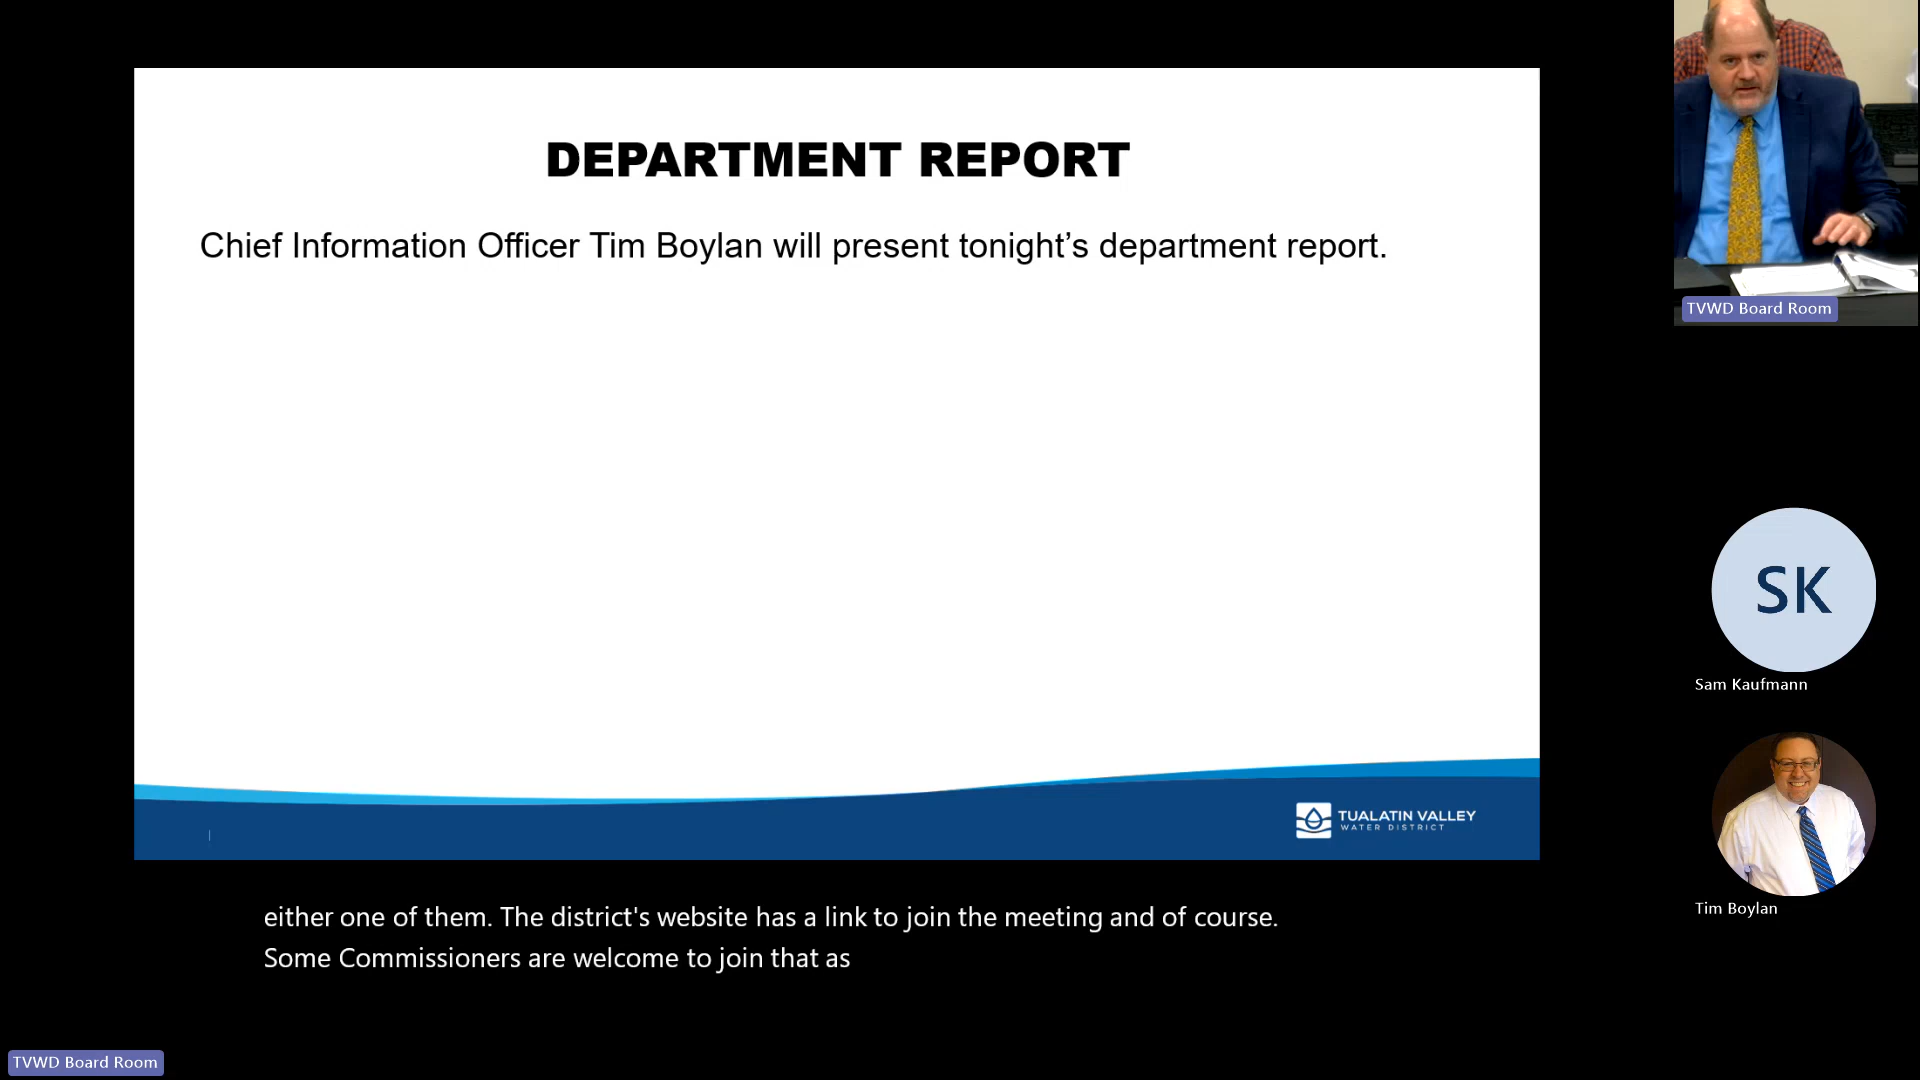 DEPARTMENT REPORT
Chief Information Officer Tim Boylan will present tonight’s department report.
TUALATIN VALLEY
WATER DISTRICT
either one of them. The district's website has a link to join the meeting and of course.
Some Commissioners are welcome to join that as
TVWD Board Room
TVWD Board Room
SK
Sam Kaufmann
Tim Boylan